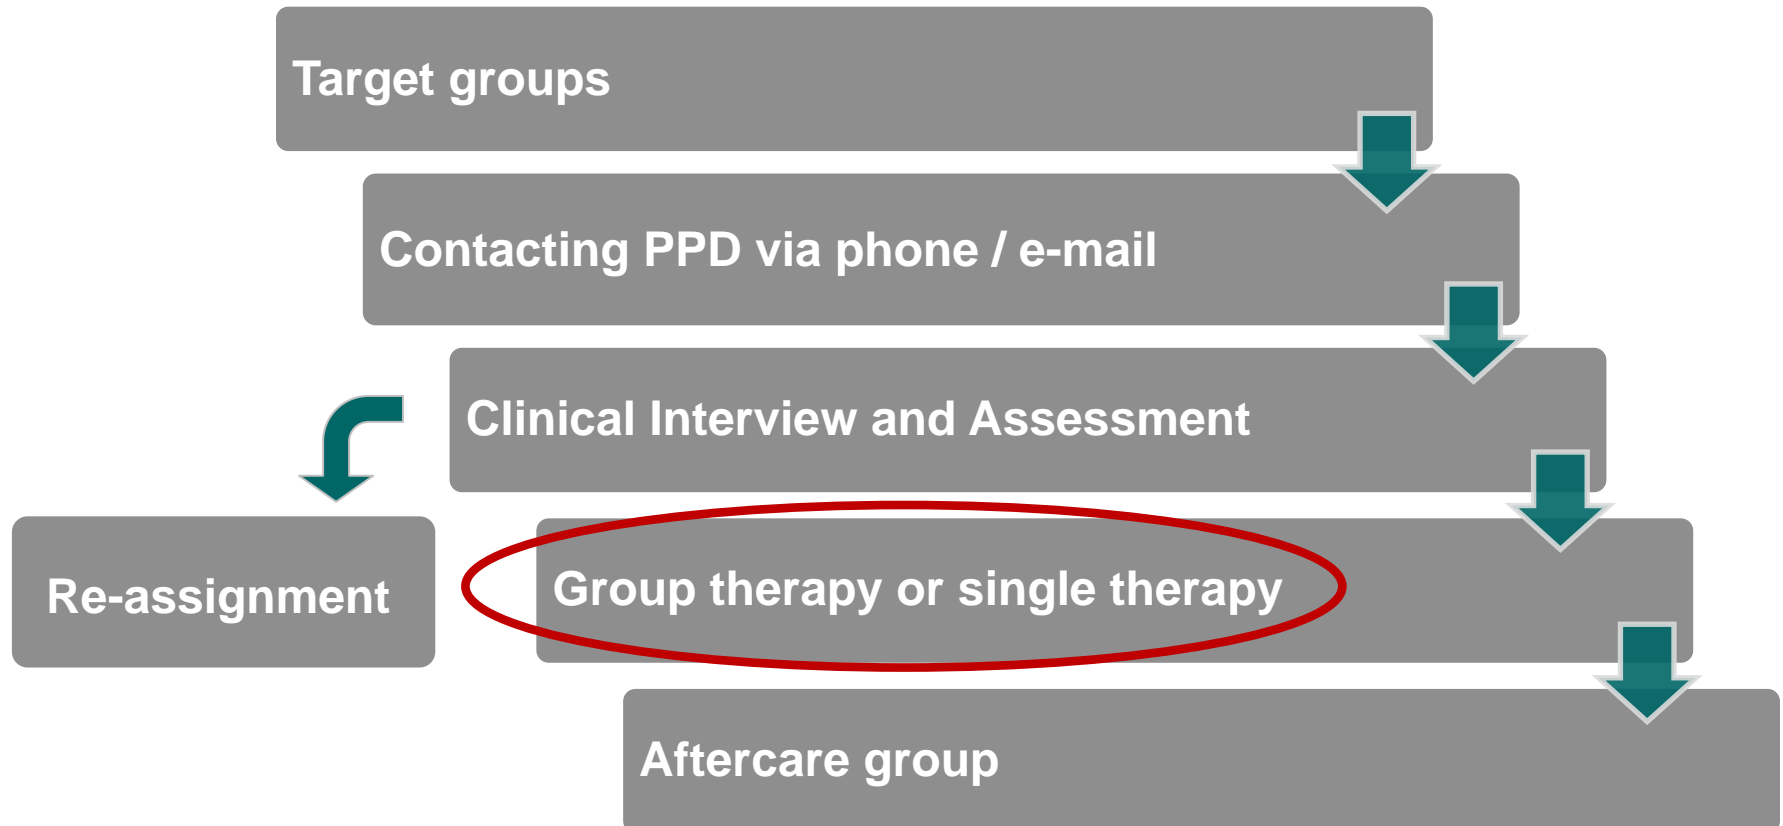 Target groups
Contacting PPD via phone / e-mail
Clinical Interview and Assessment
Re-assignment
Group therapy or single therapy
Aftercare group